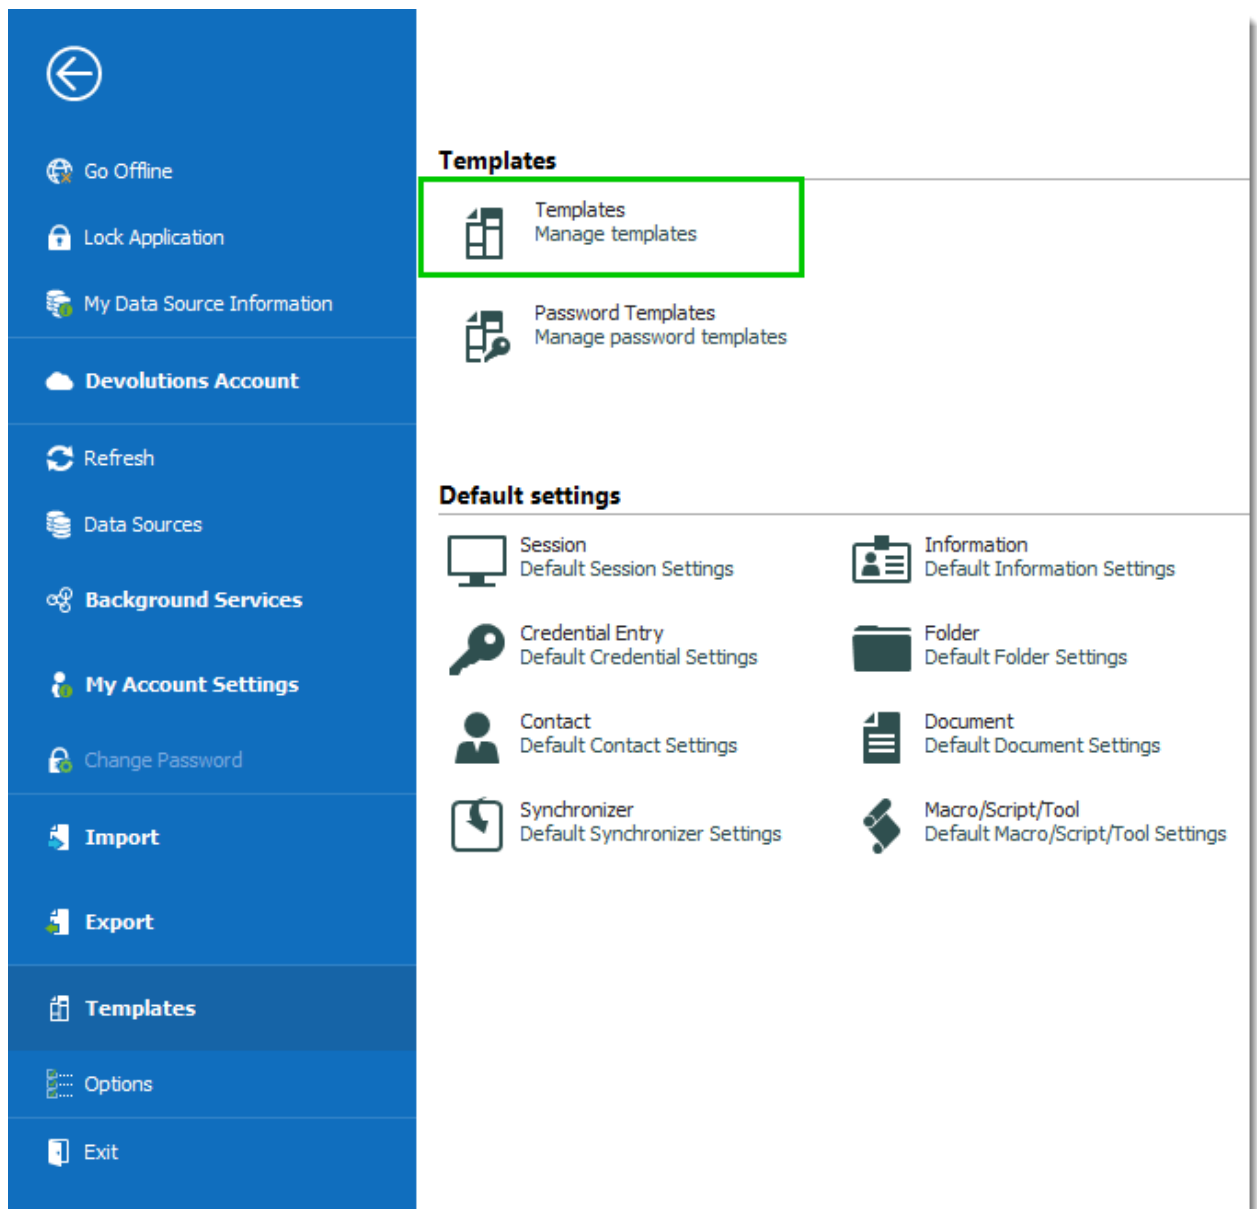 Go Offline
Lock Application
My Data Source Information
Devolutions Account
Refresh
Data Sources
Background Services
My Account Settings
Change Password
Import
Export
Templates
Options
Exit
Templates
Templates
Manage templates
Password Templates
Manage password templates
Default settings
Session
Default Session Settings
Information
Default Information Settings
Credential Entry
Default Credential Settings
Folder
Default Folder Settings
Contact
Default Contact Settings
Document
Default Document Settings
Synchronizer
Default Synchronizer Settings
Macro/Script/Tool
Default Macro/Script/Tool Settings